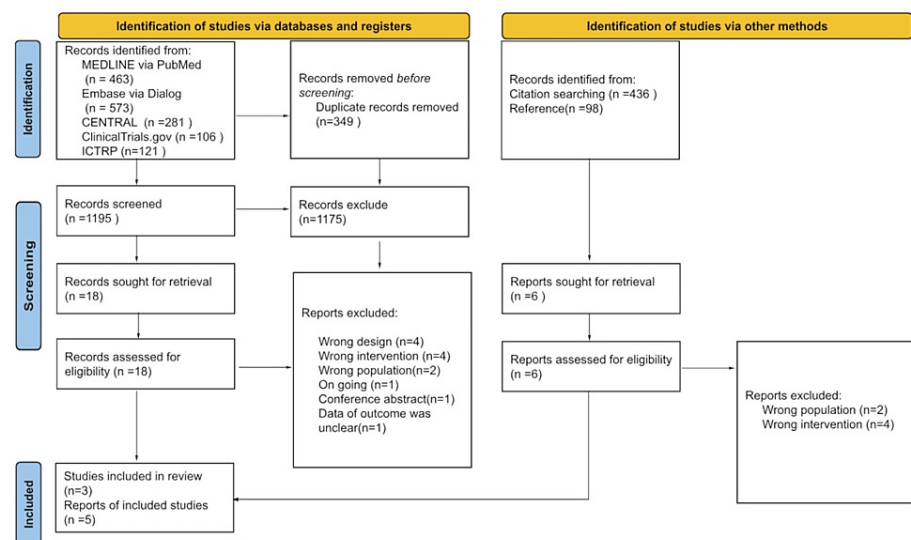 Identification of studies via databases and registers
Identification of studies via other methods
Identification
Records identified from:
MEDLINE via PubMed
(n = 463)
Embase via Dialog
(n = 573)
CENTRAL (n =281 )
ClinicalTrials.gov (n =106 )
ICTRP (n=121 )
Records removed before
screening:
Duplicate records removed
(n=349 )
Records identified from:
Citation searching (n =436 )
Reference(n =98)
Screening
Records screened
(n =1195 )
Records exclude
(n=1175)
Records sought for retrieval
(n =18)
Reports sought for retrieval
(n =6 )
Records assessed for
eligibility (n =18)
Reports excluded:
Wrong design (n=4)
Wrong intervention (n=4)
Wrong population(n=2)
On going (n=1)
Conference abstract(n=1)
Data of outcome was
unclear(n=1)
Reports assessed for eligibility
(n =6)
Reports excluded:
Wrong population (n=2)
Wrong intervention (n=4)
Included
Studies included in review
(n=3)
Reports of included studies
(n =5)